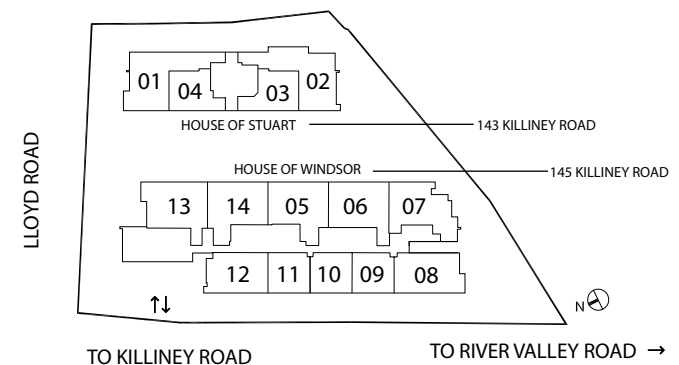 01
02
04
03
HOUSE OF STUART
143 KILLINEY ROAD
LLOYD ROAD
HOUSE OF WINDSOR
145 KILLINEY ROAD
13 14 05 06 07
12 11 10 09 08
N
TO KILLINEY ROAD
TO RIVER VALLEY ROAD →